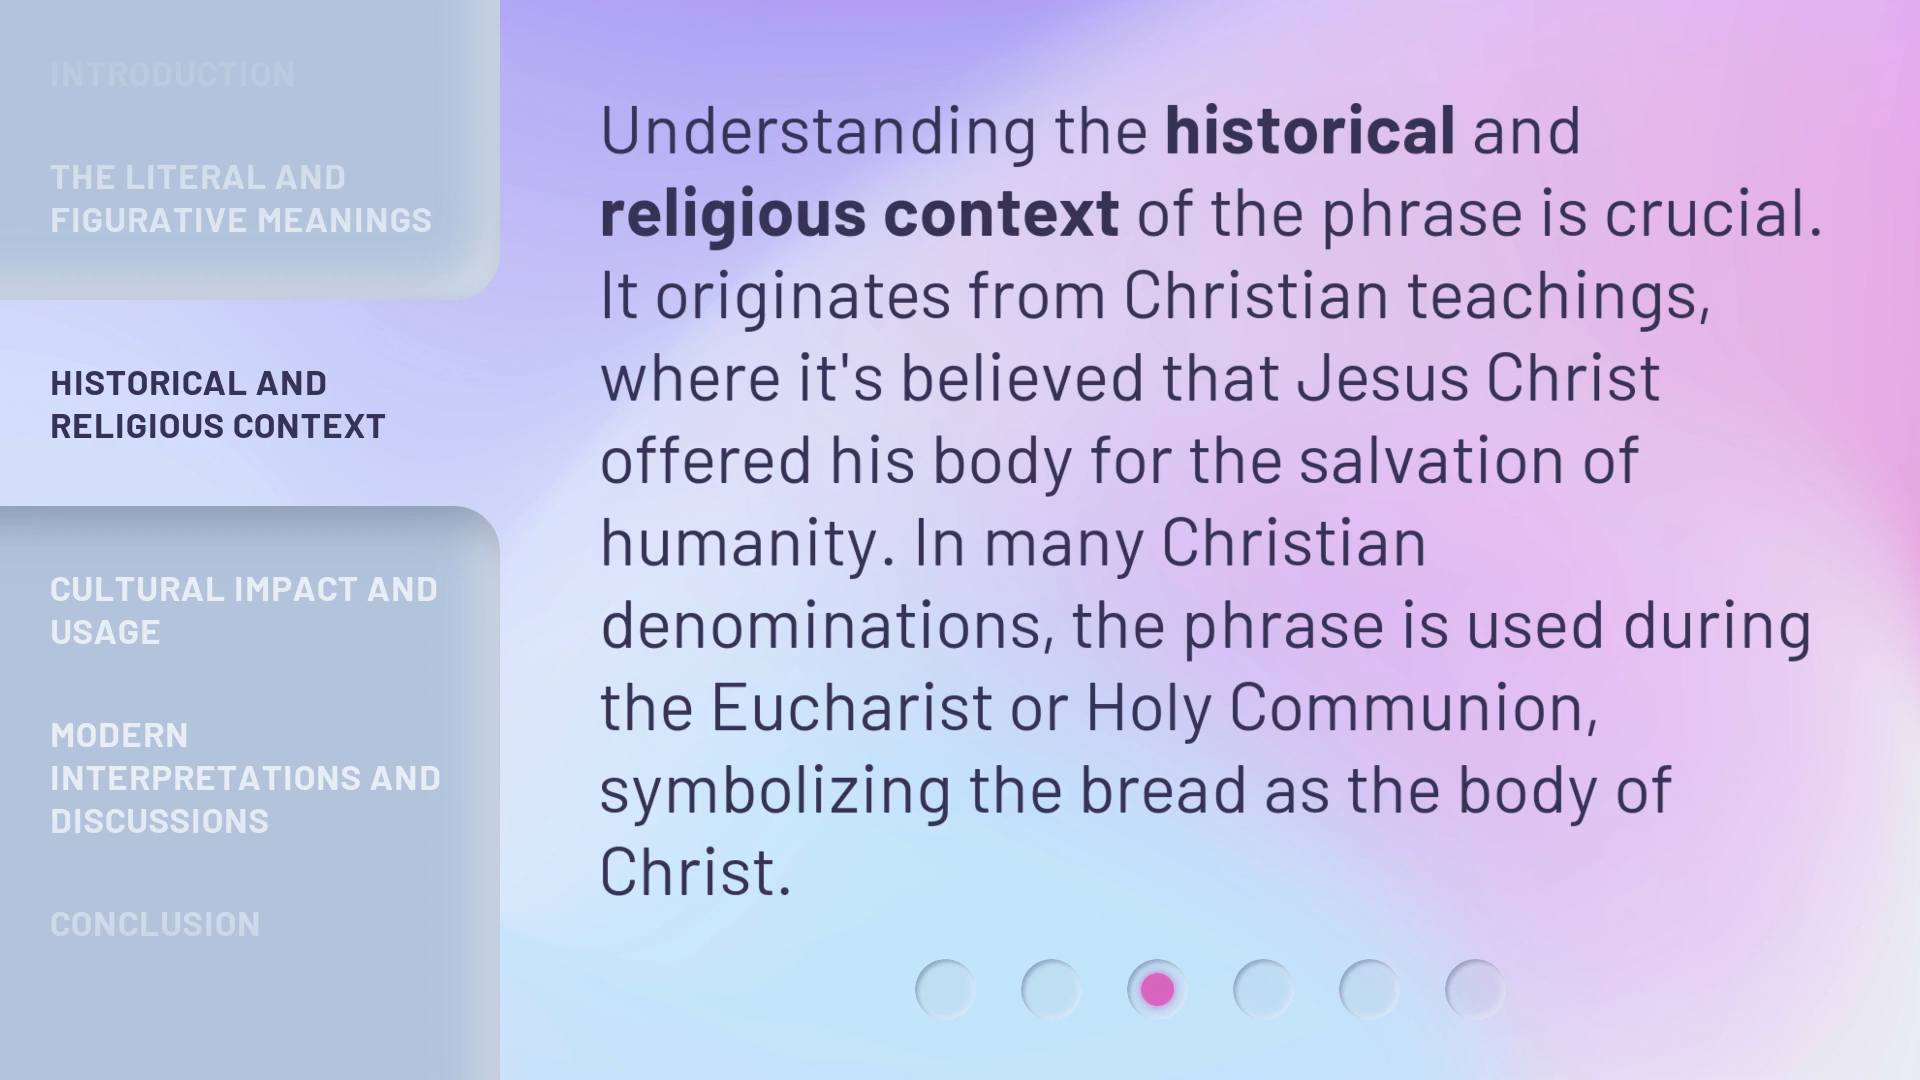 INTRODUCTION
THE LITERAL AND
FIGURATIVE MEANINGS
HISTORICAL AND
RELIGIOUS CONTEXT
CULTURAL IMPACT AND
USAGE
MODERN
INTERPRETATIONS AND
DISCUSSIONS
CONCLUSION
Understanding the historical and
religious context of the phrase is crucial.
It originates from Christian teachings,
where it's believed that Jesus Christ
offered his body for the salvation of
humanity. In many Christian
denominations, the phrase is used during
the Eucharist or Holy Communion,
symbolizing the bread as the body of
Christ.